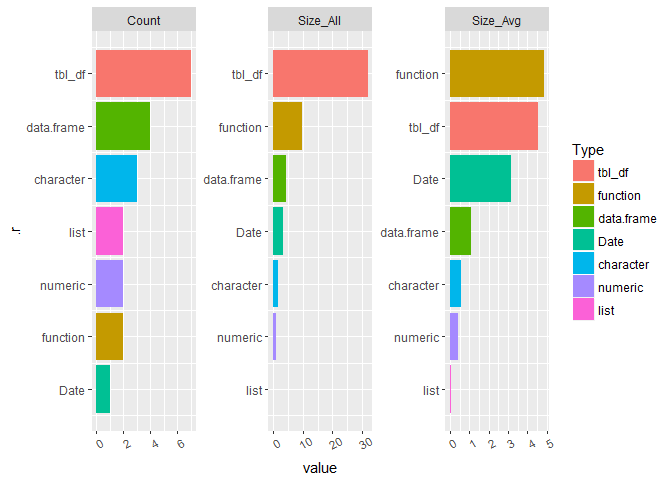 Count
Size_All
Size_Avg
tbl_df
data.frame
character
list
numeric
function
Date
tbl_df
function
data.frame
Date
character
numeric
list
function
tbl_df
Date
data.frame
character
numeric
list
.r
0 2 4 6
0 10 20 30
0 1 2 3 4 5
value
Type
tbl_df
function
data.frame
Date
character
numeric
list